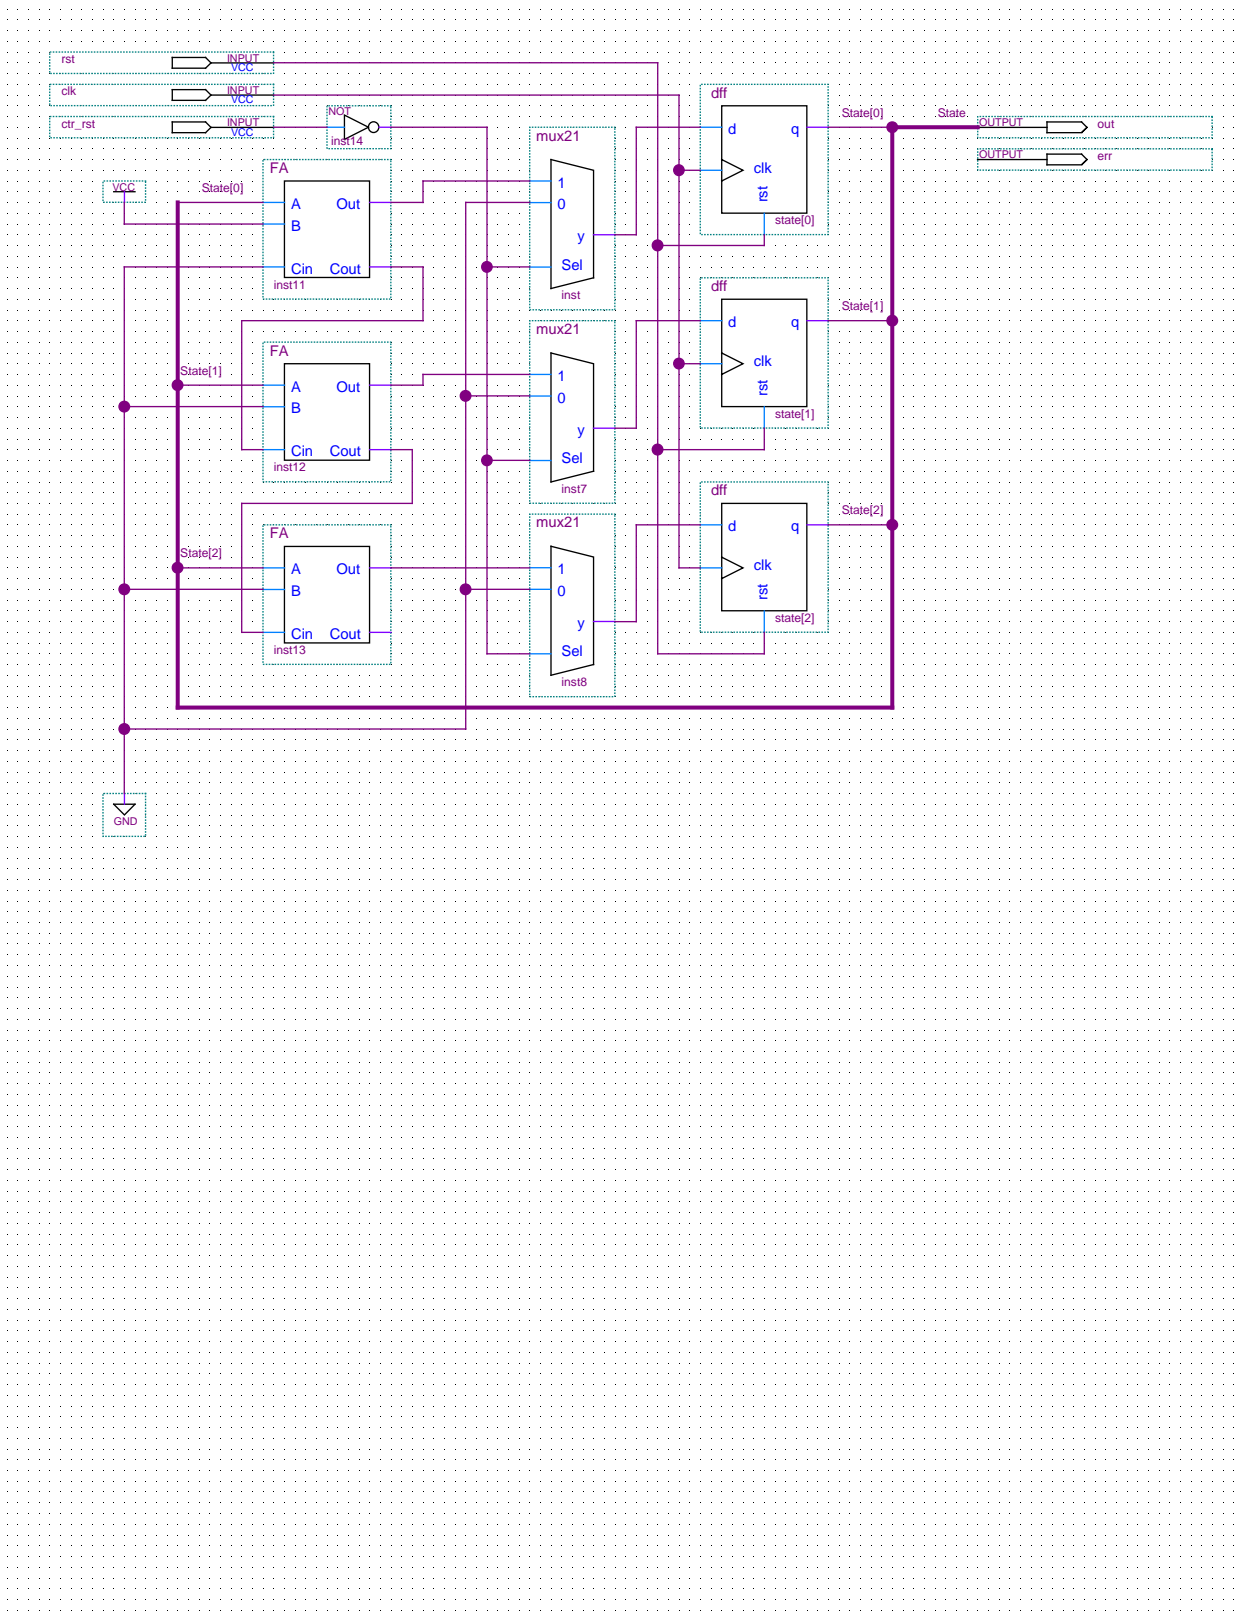 rst INPUT
VCC
clk INPUT
VCC
ctr_rst INPUT
VCC
NOT
inst14
VCC
State[0]
FA
A Out
B
Cin Cout
inst11
State[1]
FA
A Out
B
Cin Cout
inst12
State[2]
FA
A Out
B
Cin Cout
inst13
GND
mux21
1
0
y
Sel
inst
mux21
1
0
y
Sel
inst7
mux21
1
0
y
Sel
inst8
dff
d q
clk
rst
state[0]
State[0]
dff
d q
clk
rst
state[1]
State[1]
dff
d q
clk
rst
state[2]
State[2]
State
OUTPUT out
OUTPUT err